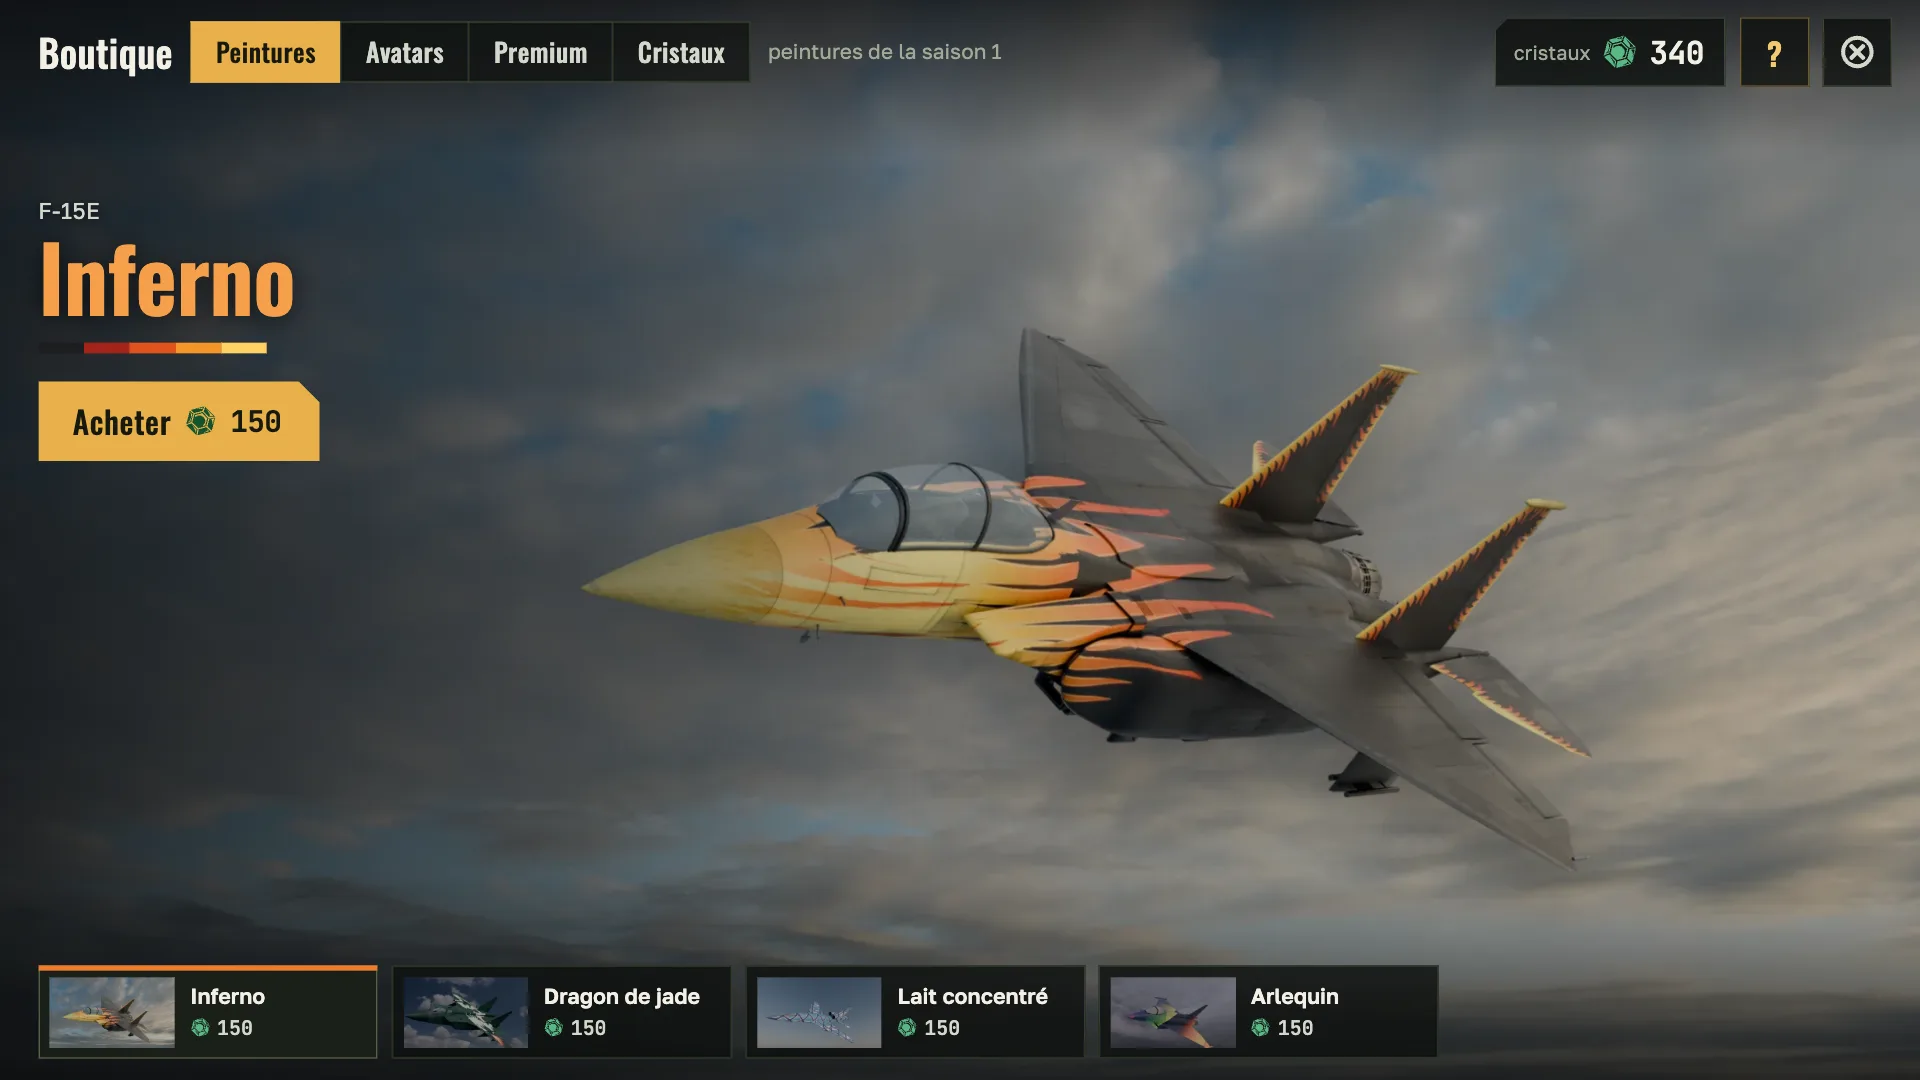 Boutique
Peintures
Avatars
Premium
Cristaux
peintures de la saison 1
cristaux 340
?
F-15E
Inferno
Acheter 150
Inferno
150
Dragon de jade
150
Lait concentré
150
Arlequin
150